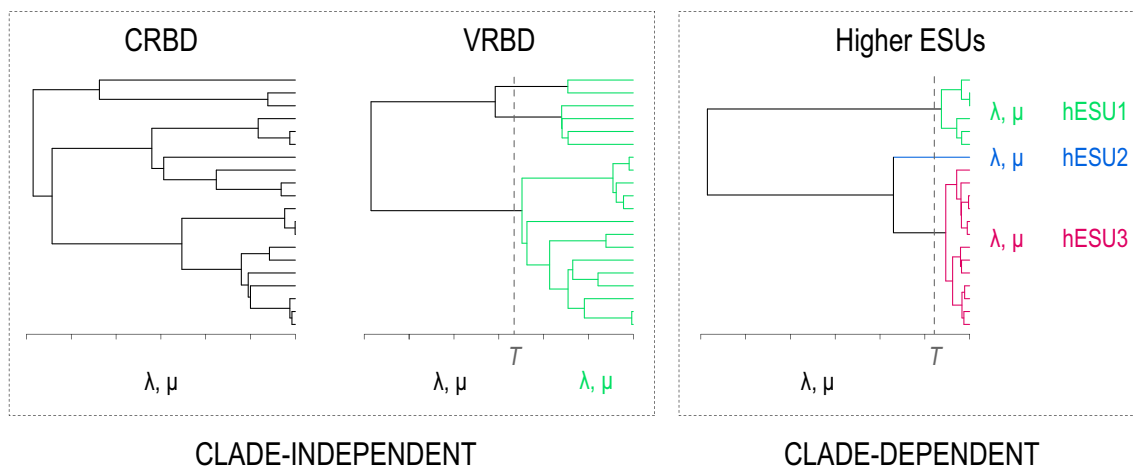 CRBD
VRBD
Higher ESUs
λ, μ hESU1
λ, μ hESU2
λ, μ hESU3
T
T
λ, μ
λ, μ
λ, μ
λ, μ
CLADE-INDEPENDENT
CLADE-DEPENDENT